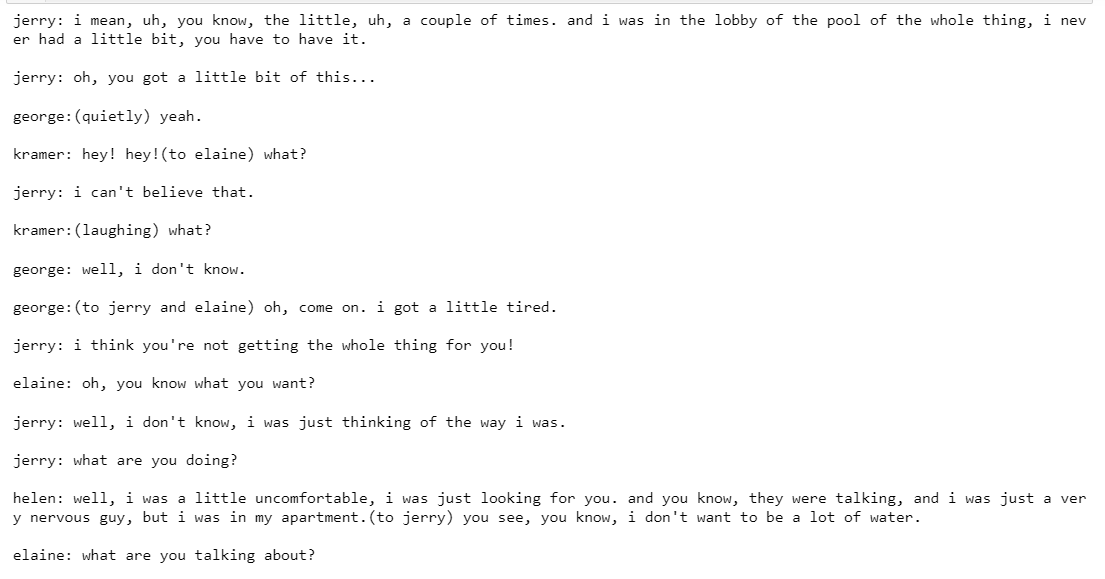 jerry: i mean, uh, you know, the little, uh, a couple of times. and i was in the lobby of the pool of the whole thing, i nev
er had a little bit, you have to have it.
jerry: oh, you got a little bit of this...
george:(quietly) yeah.
kramer: hey! hey!(to elaine) what?
jerry: i can't believe that.
kramer:(laughing) what?
george: well, i don't know.
george:(to jerry and elaine) oh, come on. i got a little tired.
jerry: i think you're not getting the whole thing for you!
elaine: oh, you know what you want?
jerry: well, i don't know, i was just thinking of the way i was.
jerry: what are you doing?
helen: well, i was a little uncomfortable, i was just looking for you. and you know, they were talking, and i was just a ver
y nervous guy, but i was in my apartment.(to jerry) you see, you know, i don't want to be a lot of water.
elaine: what are you talking about?